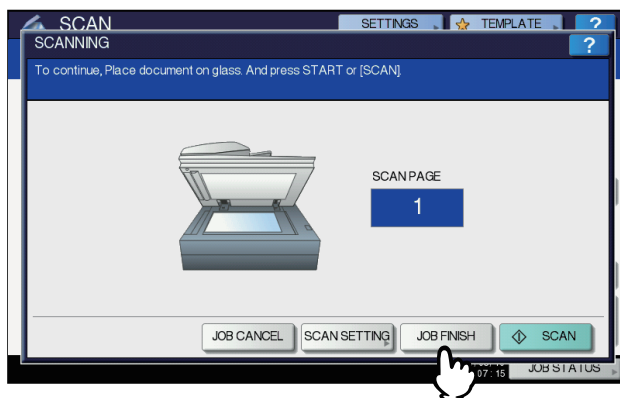 SCAN
SETTINGS
TEMPLATE
?
SCANNING
?
To continue, Place document on glass. And press START or [SCAN].
SCAN PAGE
1
JOB CANCEL
SCAN SETTING
JOB FINISH
SCAN
07 : 15
JOB STATUS